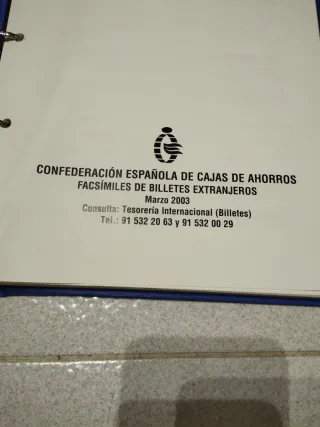 CONFEDERACIÓN ESPAÑOLA DE CAJAS DE AHORROS
FACSÍMILES DE BILLETES EXTRANJEROS
Marzo 2003
Consulta: Tesorería Internacional (Billetes)
Tel.: 91 532 20 63 y 91 532 00 29